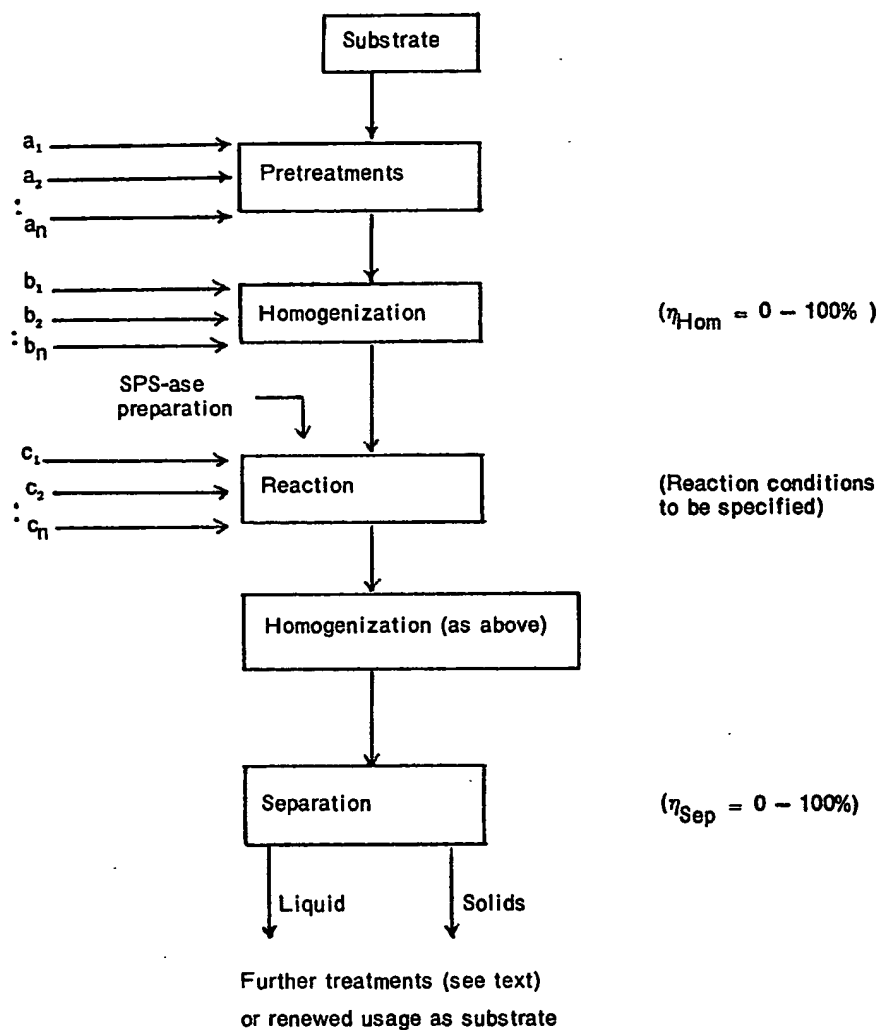 Substrate
a₁
a₂
:
aₙ
Pretreatments
b₁
b₂
:
bₙ
Homogenization
(ηHom = 0 – 100% )
SPS-ase
preparation
c₁
c₂
:
cₙ
Reaction
(Reaction conditions
to be specified)
Homogenization (as above)
Separation
(ηSep = 0 – 100%)
Liquid
Solids
Further treatments (see text)
or renewed usage as substrate